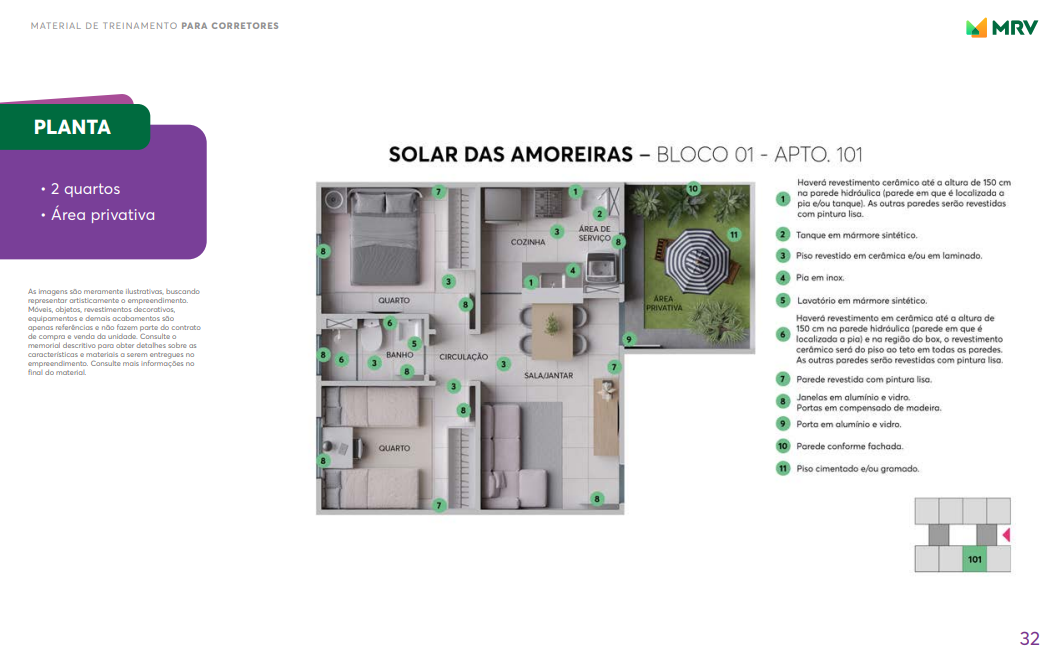 MATERIAL DE TREINAMENTO PARA CORRETORES
MRV
PLANTA
• 2 quartos
• Área privativa
As imagens são meramente ilustrativas, buscando
representar artisticamente o empreendimento.
Móveis, objetos, revestimentos decorativos,
equipamentos e demais acabamentos são
apenas referências e não fazem parte do contrato
de compra e venda da unidade. Consulte o
memorial descritivo para obter detalhes sobre as
características e materiais a serem entregues no
empreendimento. Consulte mais informações no
final do material.
SOLAR DAS AMOREIRAS – BLOCO 01 - APTO. 101
7
1
10
2
11
3
COZINHA
ÁREA DE
SERVIÇO
8
8
4
3
1
QUARTO
8
ÁREA
PRIVATIVA
6
5
9
8
6
3
BANHO
8
CIRCULAÇÃO
3
7
SALA/JANTAR
3
8
QUARTO
8
7
8
1 Haverá revestimento cerâmico até a altura de 150 cm
na parede hidráulica (parede em que é localizada a
pia e/ou tanque). As outras paredes serão revestidas
com pintura lisa.
2 Tanque em mármore sintético.
3 Piso revestido em cerâmica e/ou em laminado.
4 Pia em inox.
5 Lavatório em mármore sintético.
6 Haverá revestimento em cerâmica até a altura de
150 cm na parede hidráulica (parede em que é
localizada a pia) e na região do box, o revestimento
cerâmico será do piso ao teto em todas as paredes.
As outras paredes serão revestidas com pintura lisa.
7 Parede revestida com pintura lisa.
8 Janelas em alumínio e vidro.
Portas em compensado de madeira.
9 Porta em alumínio e vidro.
10 Parede conforme fachada.
11 Piso cimentado e/ou gramado.
101
32